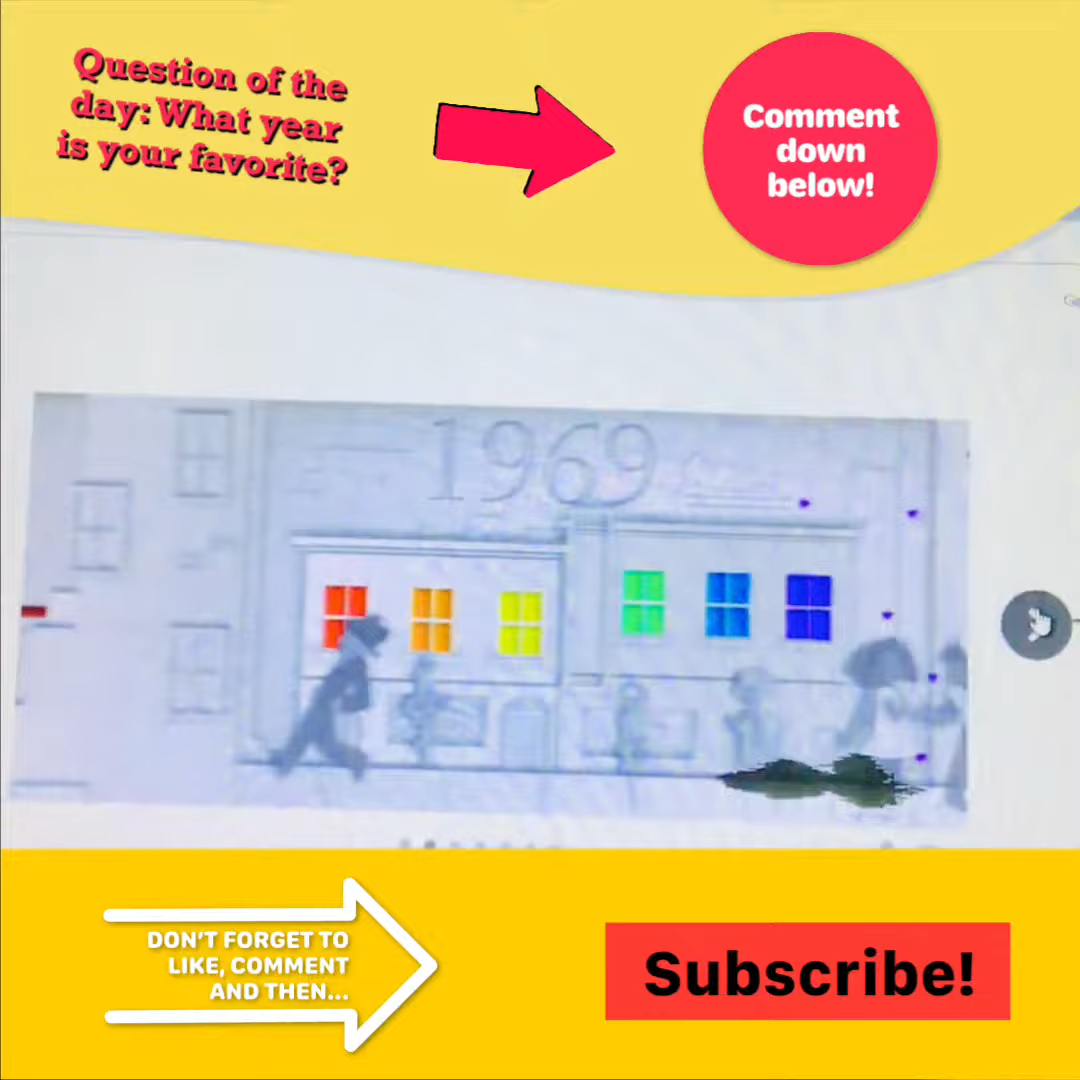 Question of the
day: What year
is your favorite?
Comment
down
below!
1969
DON'T FORGET TO
LIKE, COMMENT
AND THEN...
Subscribe!